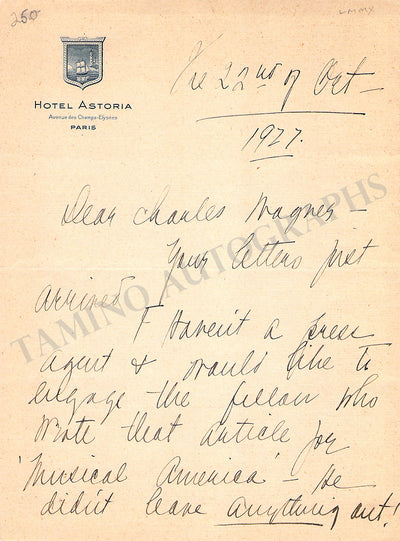 250
LMMX
HOTEL ASTORIA
Avenue des Champs-Elysées
PARIS
The 22nd of Oct -
1927.
Dear Charles Wagner -
Your letters just
arrived.
I Haven't a press
agent & would like to
engage the fellow who
wrote that article for
'Musical America' - He
didn't leave anything out!
TAMINO AUTOGRAPHS